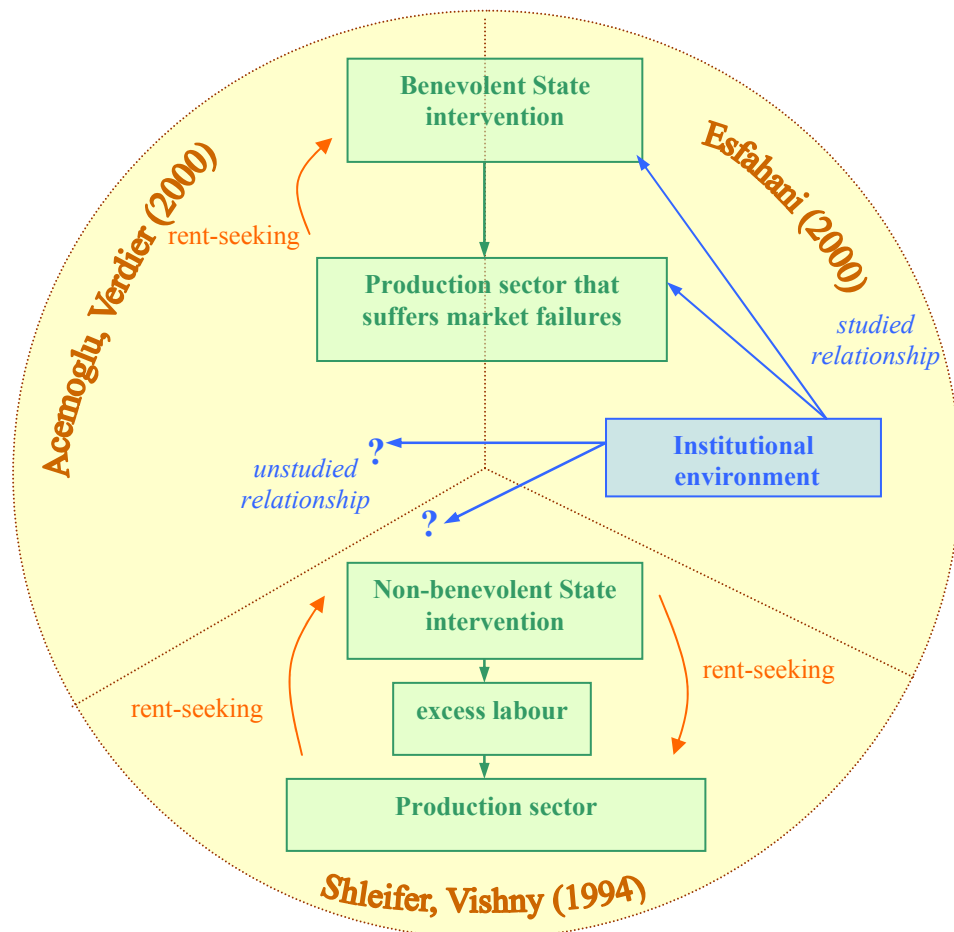 Benevolent State
intervention
Acemoglu, Verdier (2000)
Esfahani (2000)
rent-seeking
Production sector that
suffers market failures
studied
relationship
?
unstudied
relationship
Institutional
environment
?
Non-benevolent State
intervention
rent-seeking
rent-seeking
excess labour
Production sector
Shleifer, Vishny (1994)